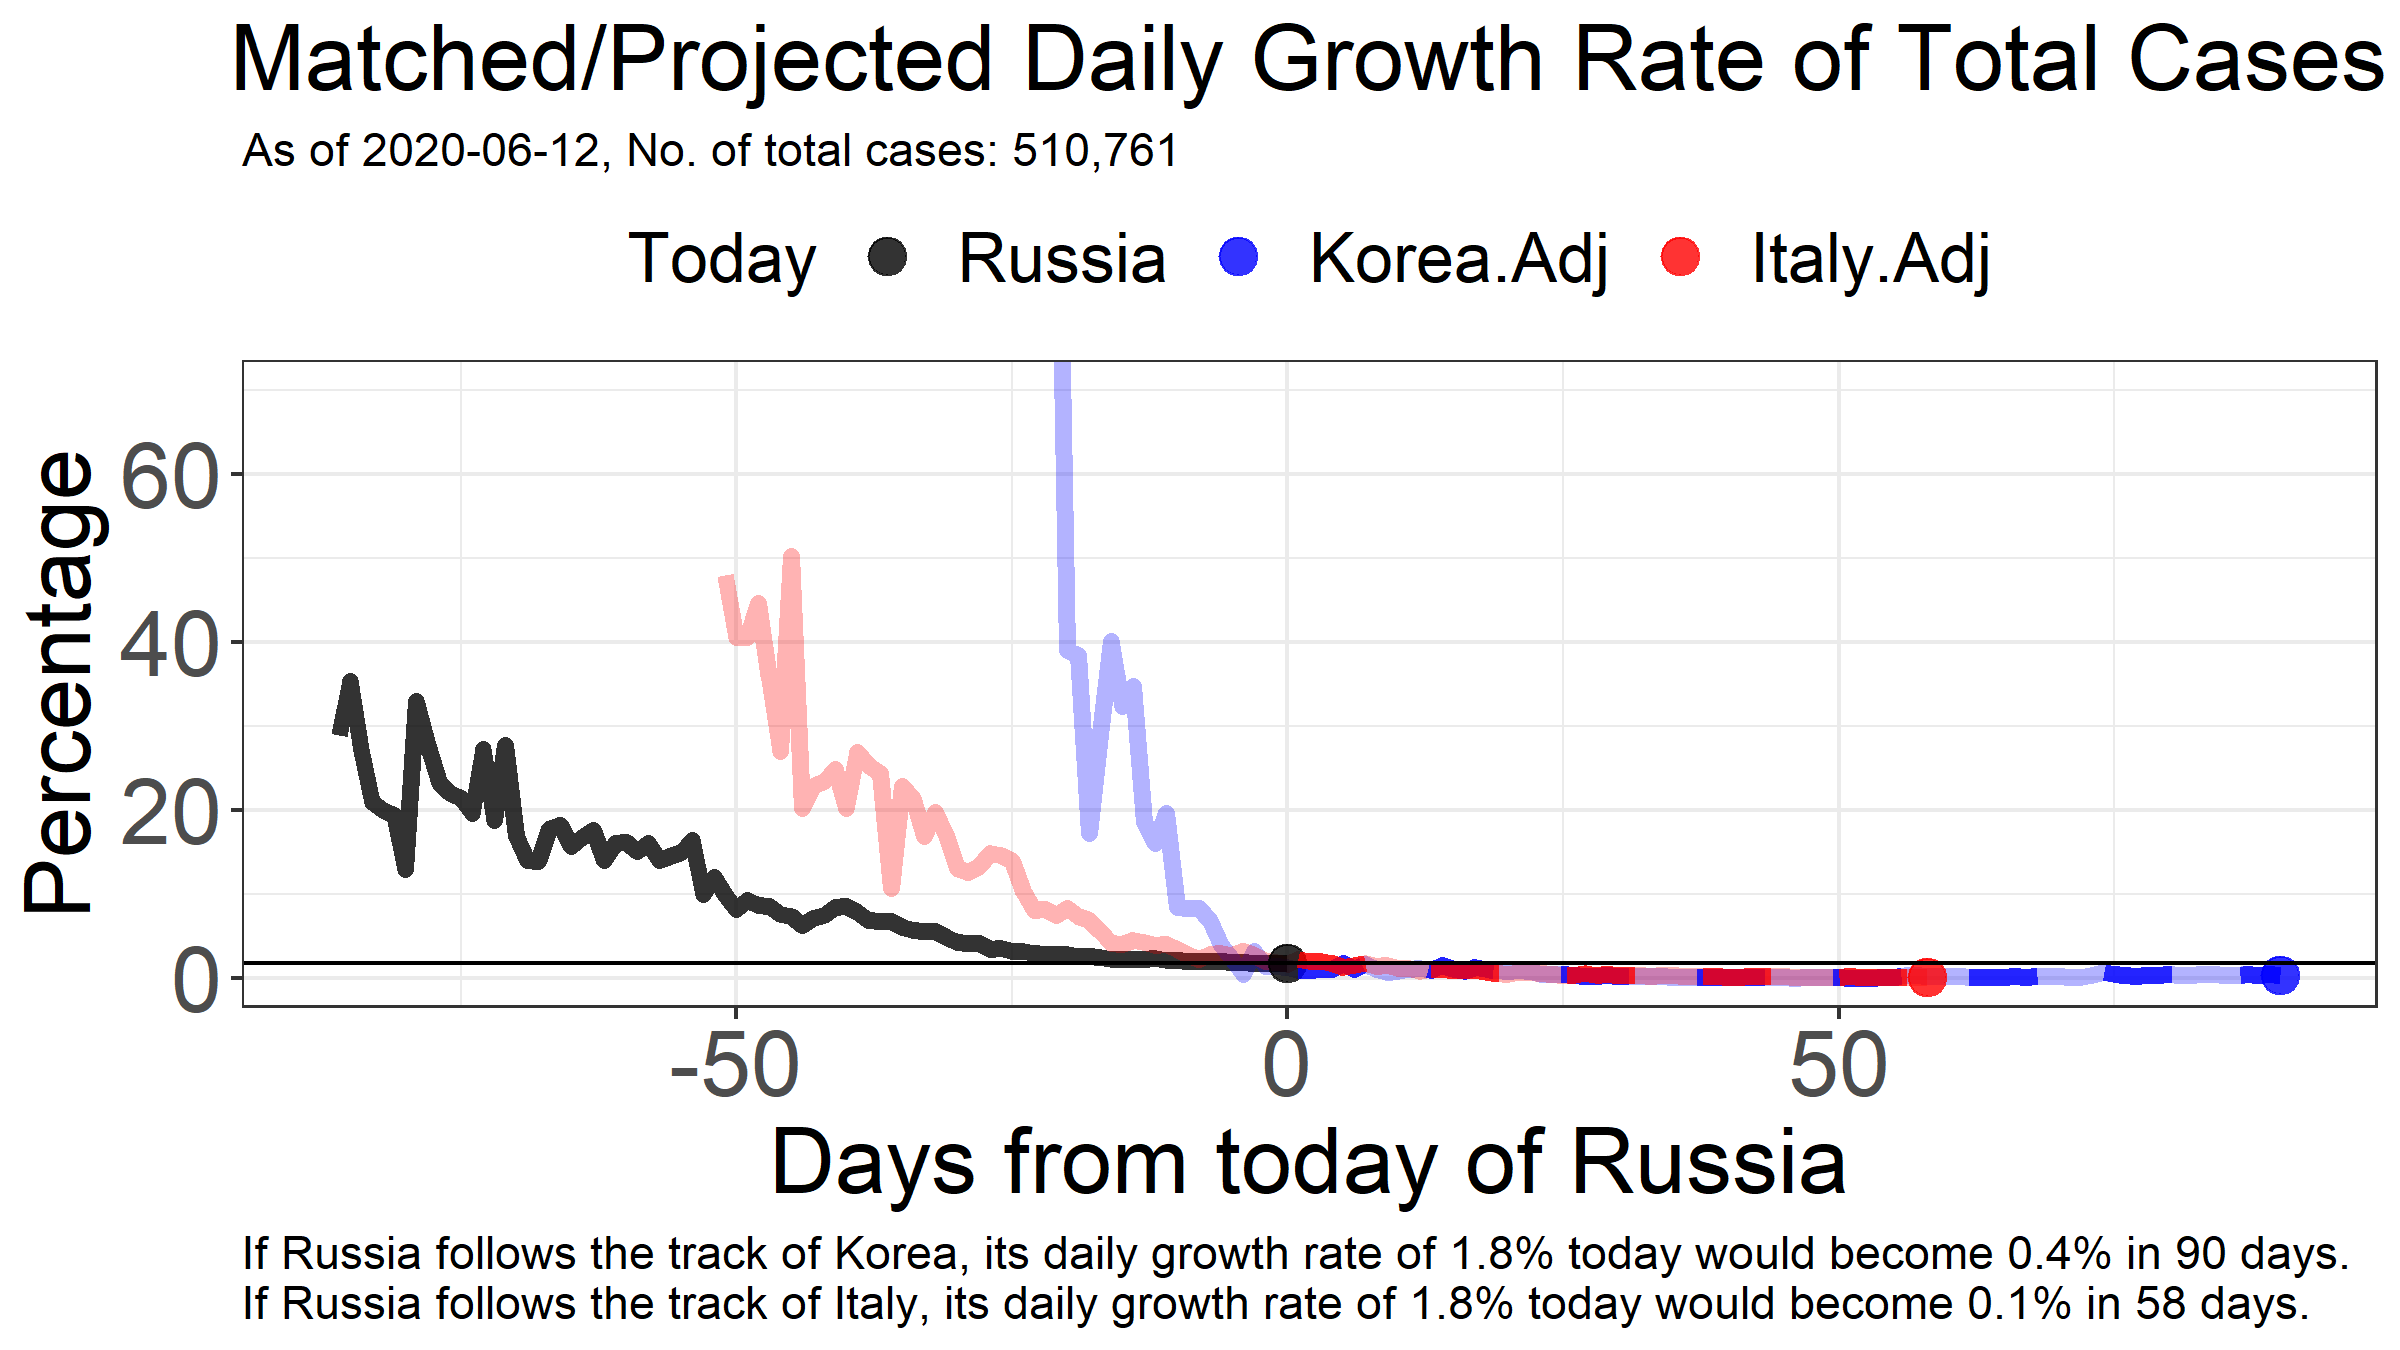 Matched/Projected Daily Growth Rate of Total Cases
As of 2020-06-12, No. of total cases: 510,761
Today Russia Korea.Adj Italy.Adj
Percentage
60
40
20
0
-50 0 50
Days from today of Russia
If Russia follows the track of Korea, its daily growth rate of 1.8% today would become 0.4% in 90 days.
If Russia follows the track of Italy, its daily growth rate of 1.8% today would become 0.1% in 58 days.